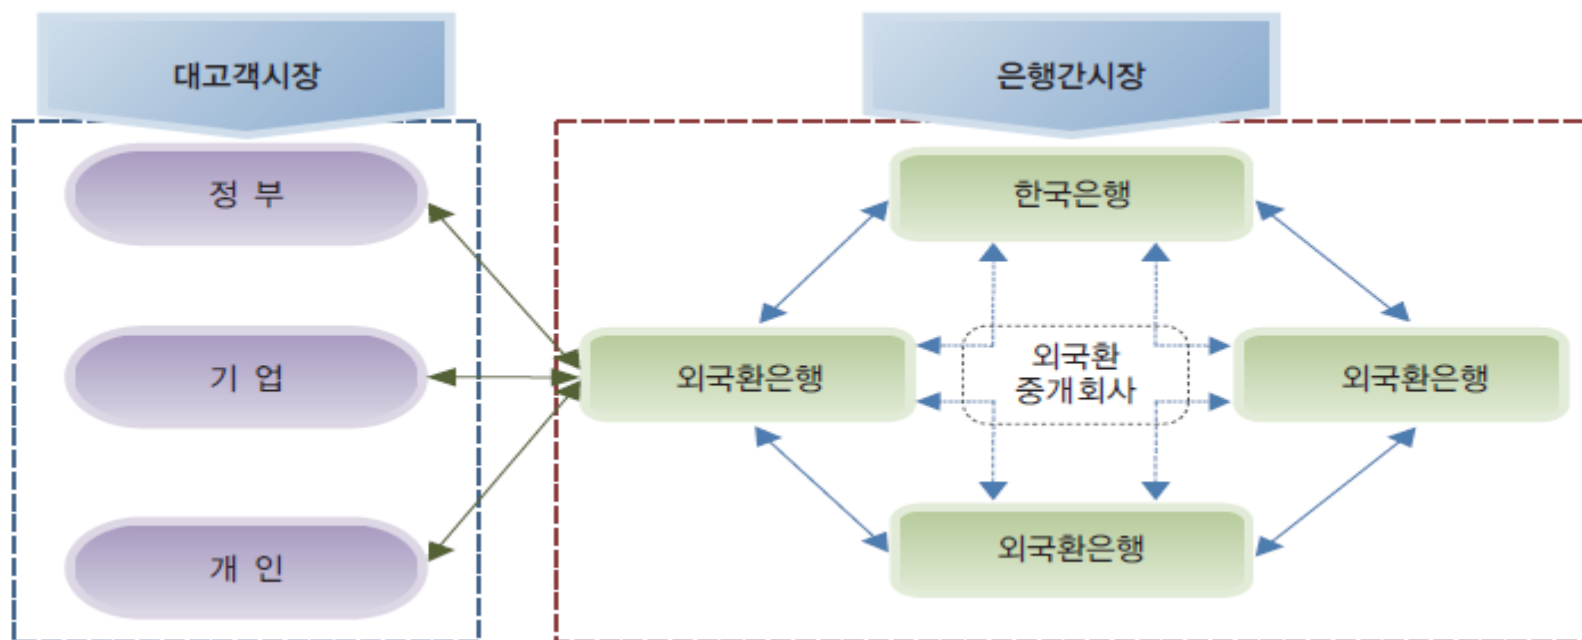 대고객시장
은행간시장
정 부
한국은행
기 업
외국환은행
외국환
중개회사
외국환은행
개 인
외국환은행